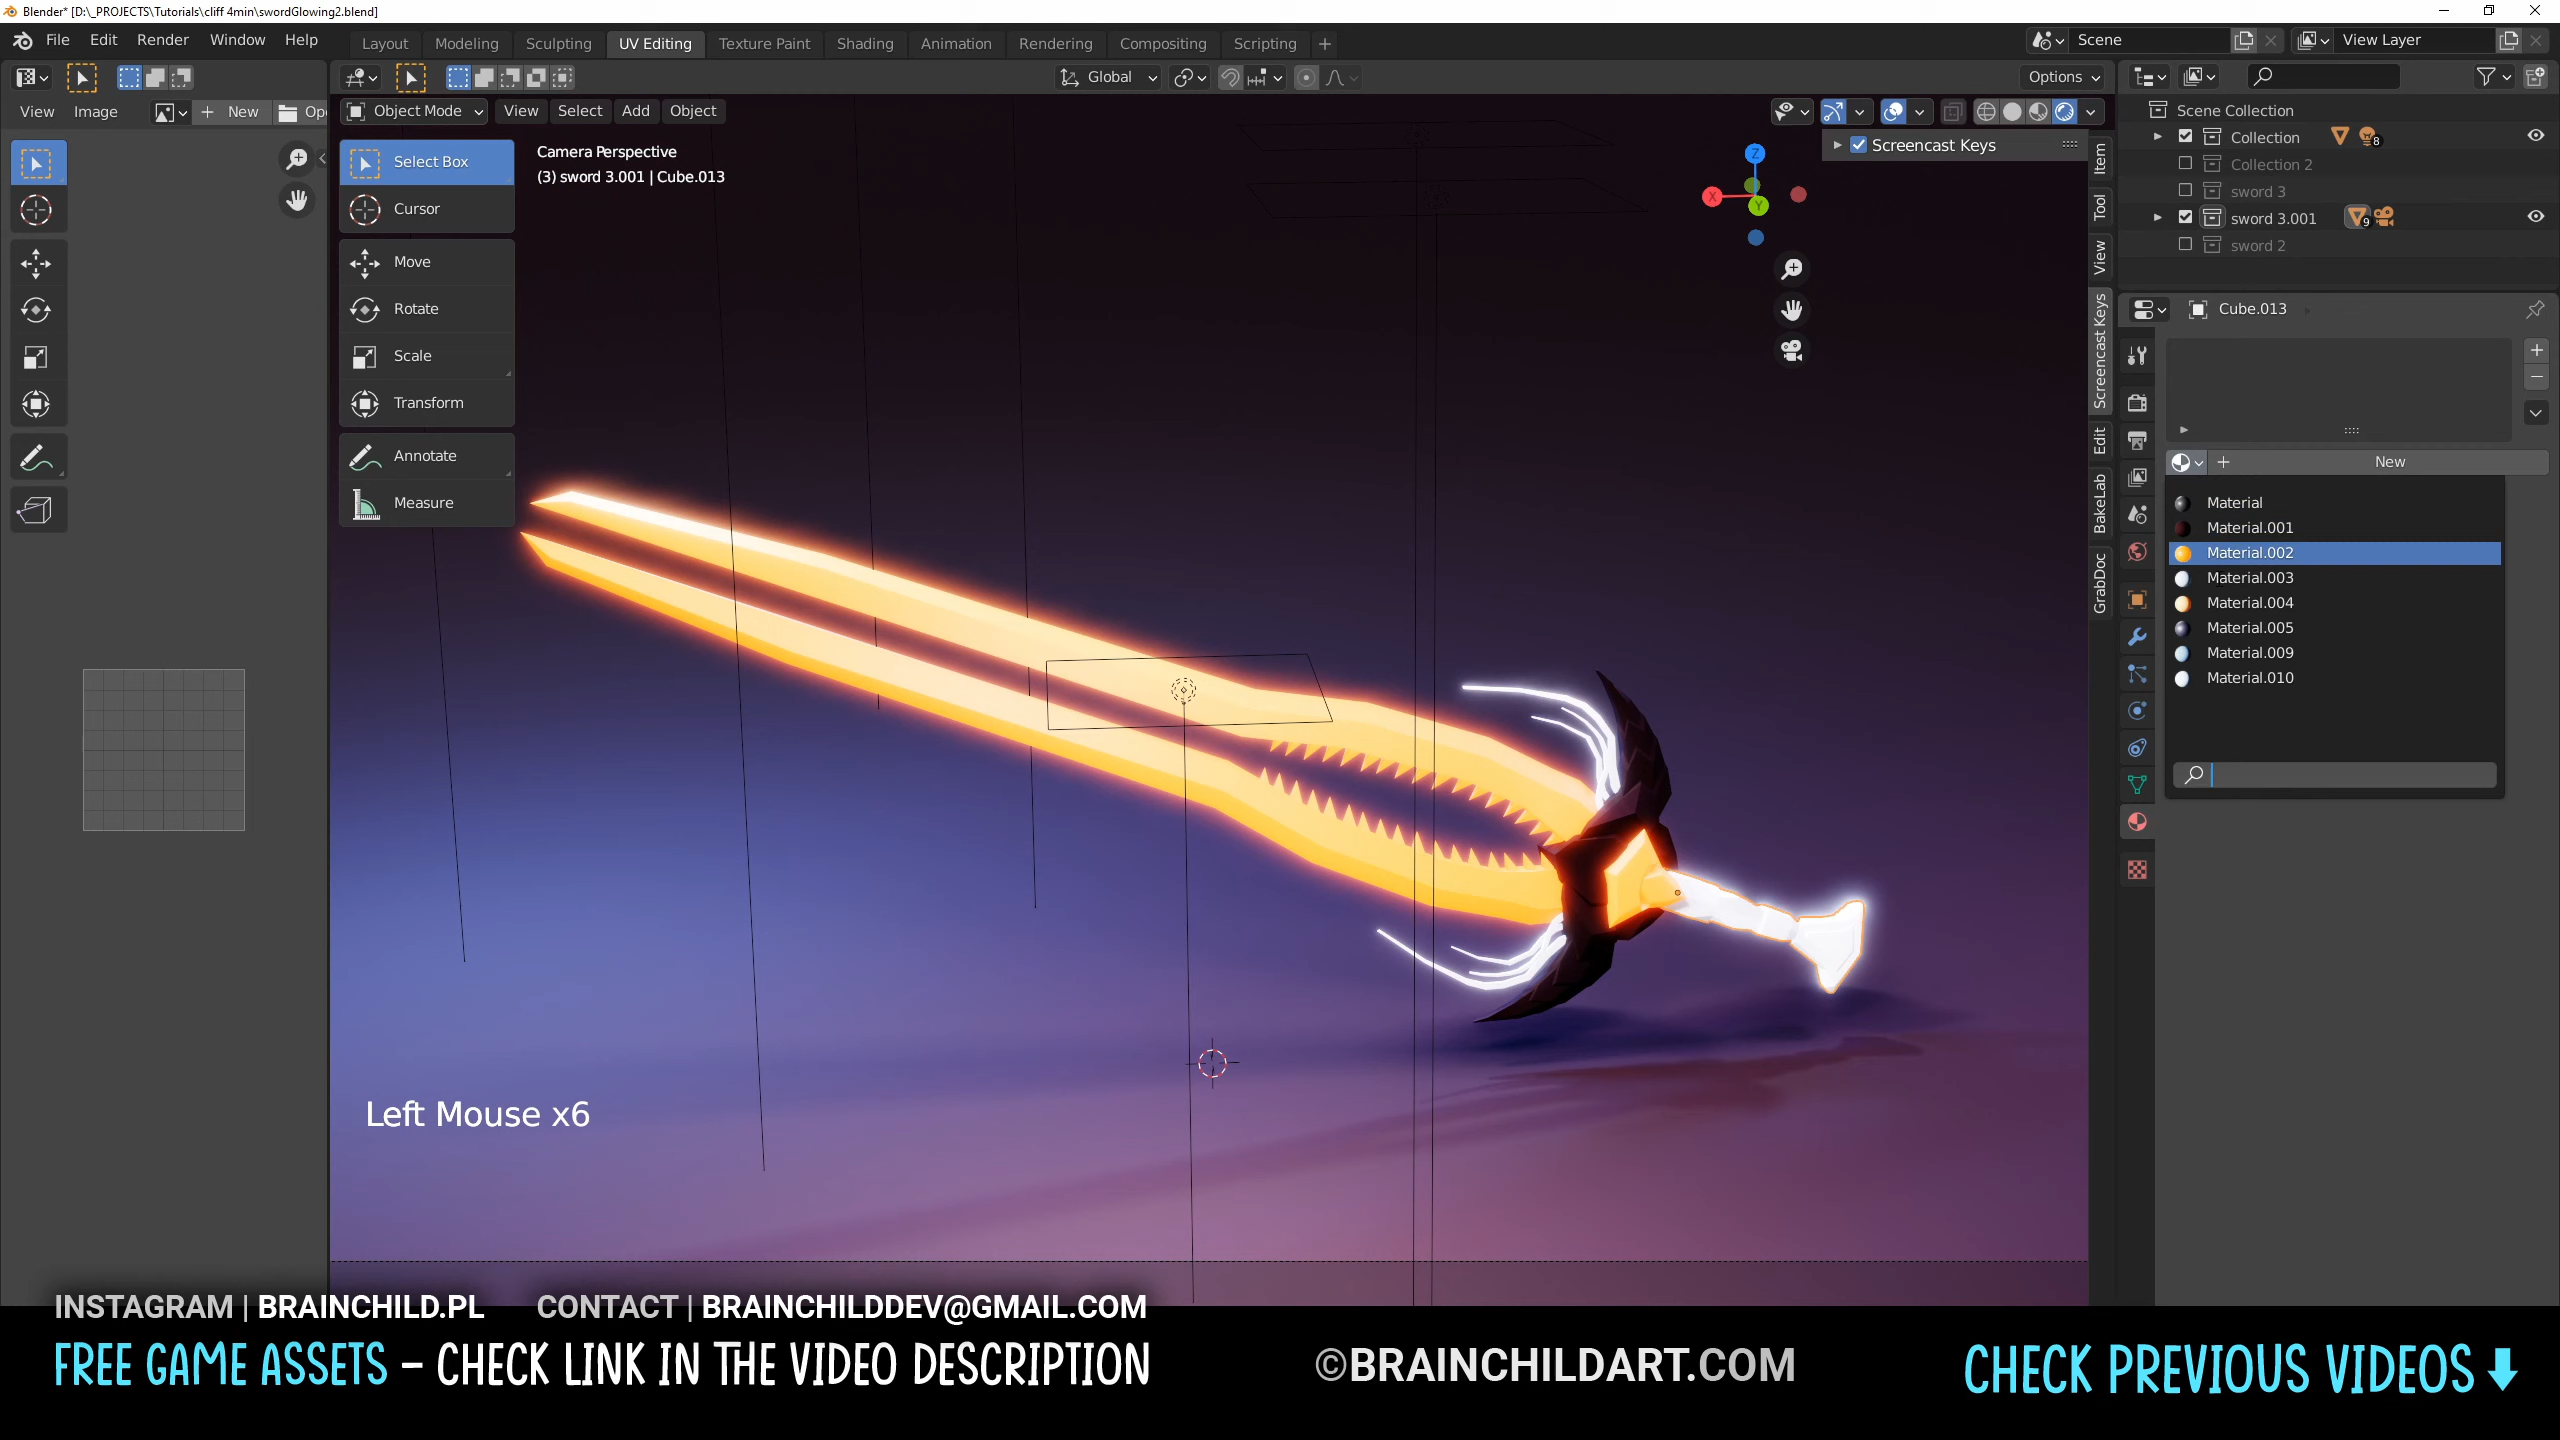 Blender* [D:\_PROJECTS\Tutorials\cliff 4min\swordGlowing2.blend]
File Edit Render Window Help
Layout Modeling Sculpting UV Editing Texture Paint Shading Animation Rendering Compositing Scripting
Scene
View Layer
Global
Options
View Image New Op
Object Mode View Select Add Object
Select Box
Cursor
Move
Rotate
Scale
Transform
Annotate
Measure
Camera Perspective
(3) sword 3.001 | Cube.013
Z
X
Y
Screencast Keys
Item
Tool
View
Screencast Keys
Edit
BakeLab
GrabDoc
Scene Collection
Collection 8
Collection 2
sword 3
sword 3.001 9
sword 2
Cube.013
New
Material
Material.001
Material.002
Material.003
Material.004
Material.005
Material.009
Material.010
Left Mouse x6
INSTAGRAM | BRAINCHILD.PL CONTACT | BRAINCHILDDEV@GMAIL.COM
FREE GAME ASSETS – CHECK LINK IN THE VIDEO DESCRIPTION
©BRAINCHILDART.COM
CHECK PREVIOUS VIDEOS